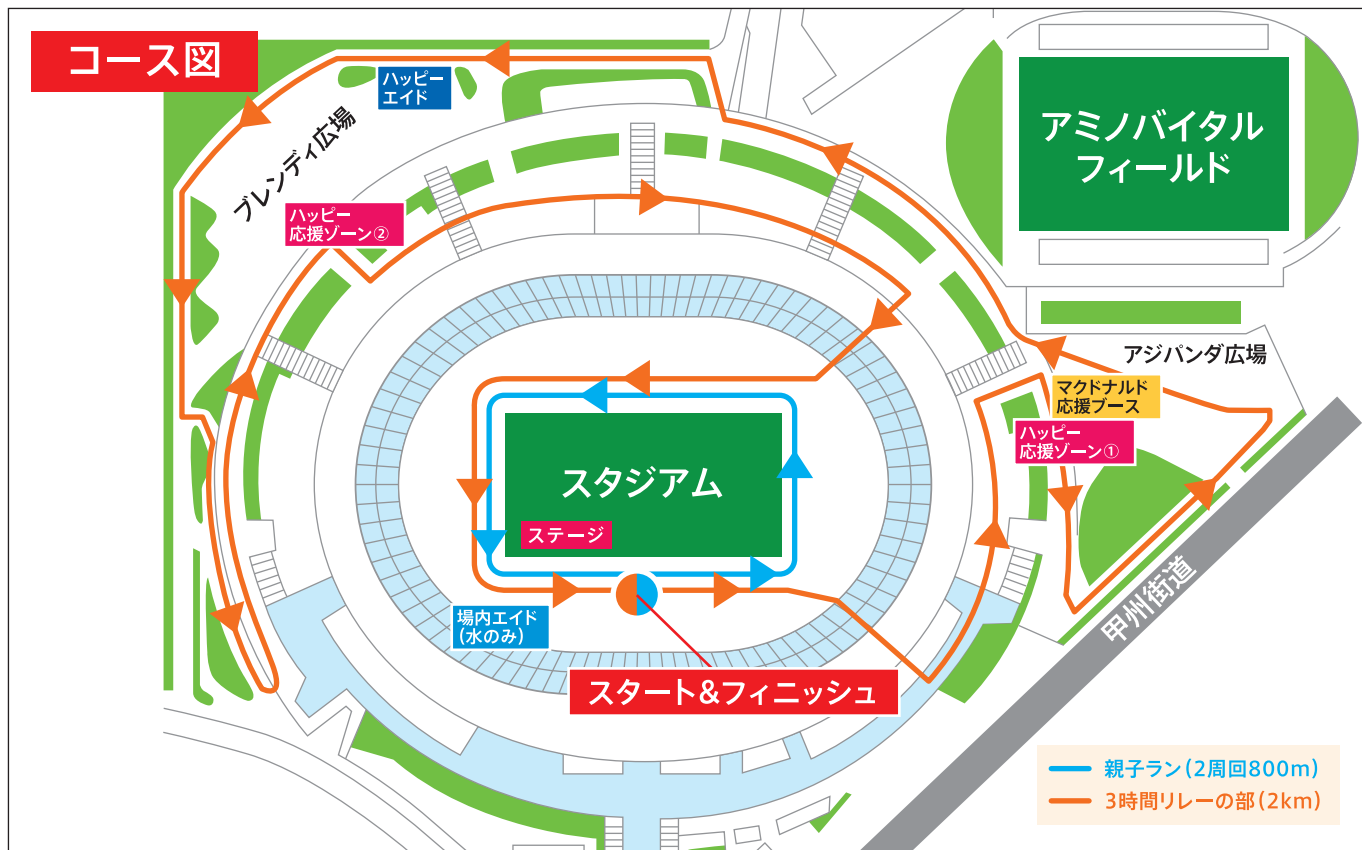 コース図
ハッピー
エイド
ブレンディ広場
ハッピー
応援ゾーン②
アミノバイタル
フィールド
アジパンダ広場
マクドナルド
応援ブース
ハッピー
応援ゾーン①
スタジアム
ステージ
場内エイド
(水のみ)
スタート&フィニッシュ
甲州街道
親子ラン(2周回800m)
3時間リレーの部(2km)